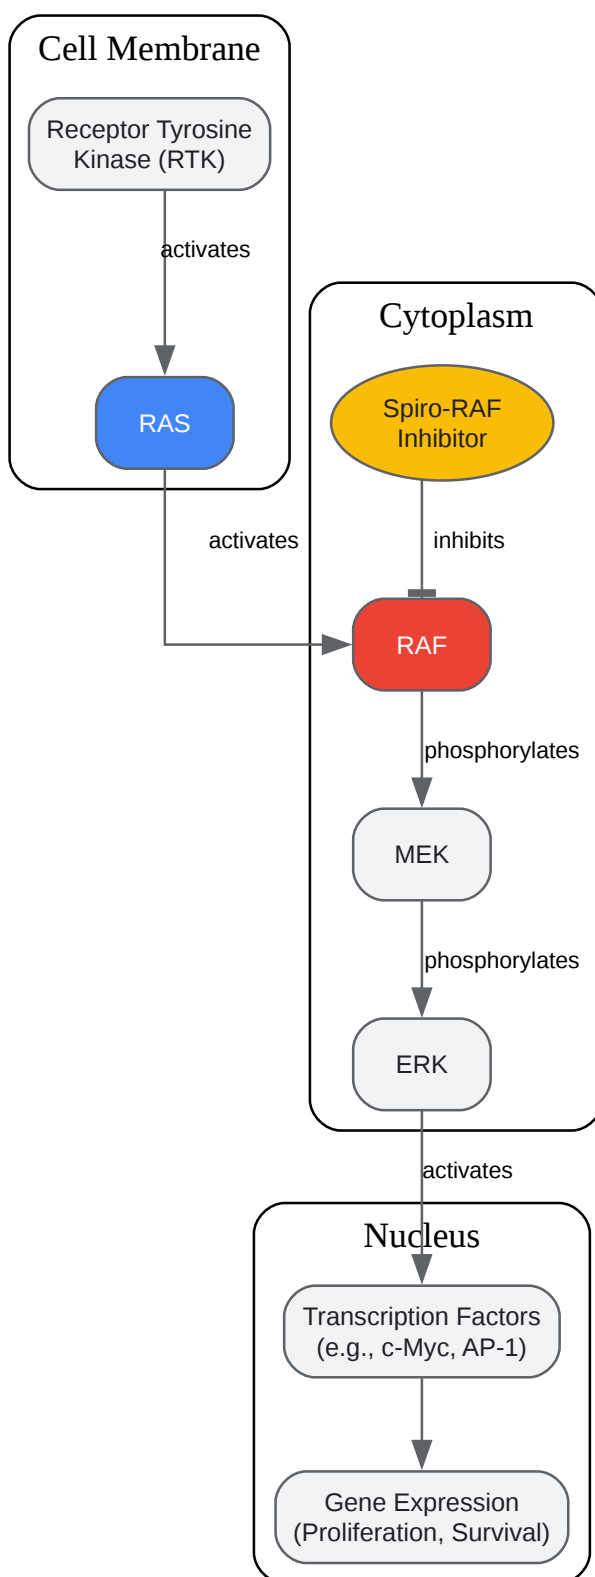 Cell Membrane
Receptor Tyrosine
Kinase (RTK)
activates
RAS
activates
Cytoplasm
Spiro-RAF
Inhibitor
inhibits
RAF
phosphorylates
MEK
phosphorylates
ERK
activates
Nucleus
Transcription Factors
(e.g., c-Myc, AP-1)
Gene Expression
(Proliferation, Survival)